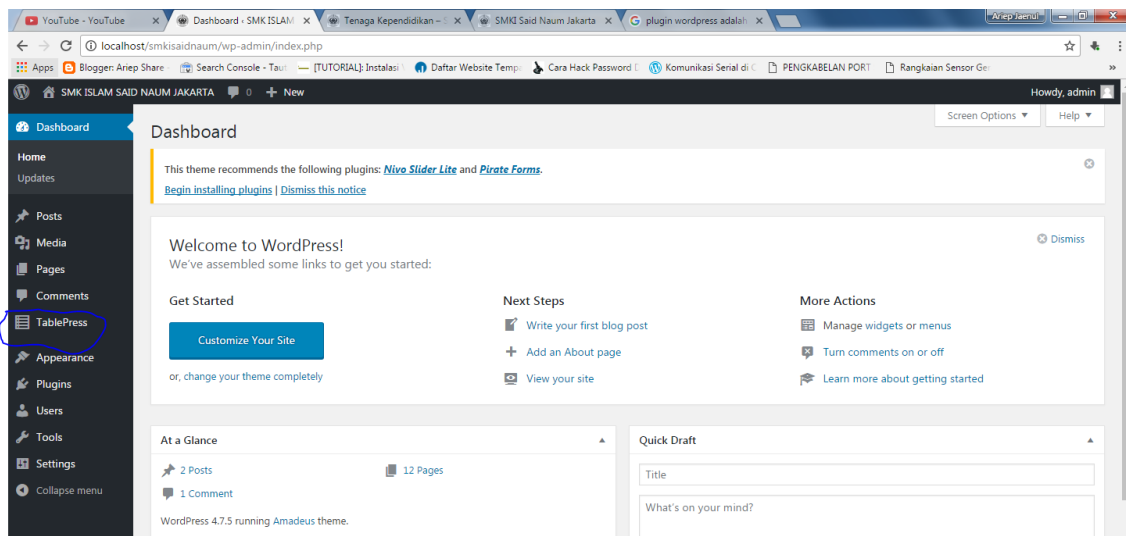 YouTube - YouTube
Dashboard ‹ SMK ISLAM
Tenaga Kependidikan – S
SMKI Said Naum Jakarta
plugin wordpress adalah
Ariep Jaenul
localhost/smkisaidnaum/wp-admin/index.php
Apps
Blogger: Ariep Share
Search Console - Taut
[TUTORIAL]: Instalasi
Daftar Website Temp
Cara Hack Password
Komunikasi Serial di
PENGKABELAN PORT
Rangkaian Sensor Ger
»
SMK ISLAM SAID NAUM JAKARTA
0
+ New
Howdy, admin
Dashboard
Home
Updates
Posts
Media
Pages
Comments
TablePress
Appearance
Plugins
Users
Tools
Settings
Collapse menu
Screen Options
Help
Dashboard
This theme recommends the following plugins: Nivo Slider Lite and Pirate Forms.
Begin installing plugins | Dismiss this notice
Welcome to WordPress!
Dismiss
We've assembled some links to get you started:
Get Started
Customize Your Site
or, change your theme completely
Next Steps
Write your first blog post
Add an About page
View your site
More Actions
Manage widgets or menus
Turn comments on or off
Learn more about getting started
At a Glance
2 Posts
12 Pages
1 Comment
WordPress 4.7.5 running Amadeus theme.
Quick Draft
Title
What's on your mind?